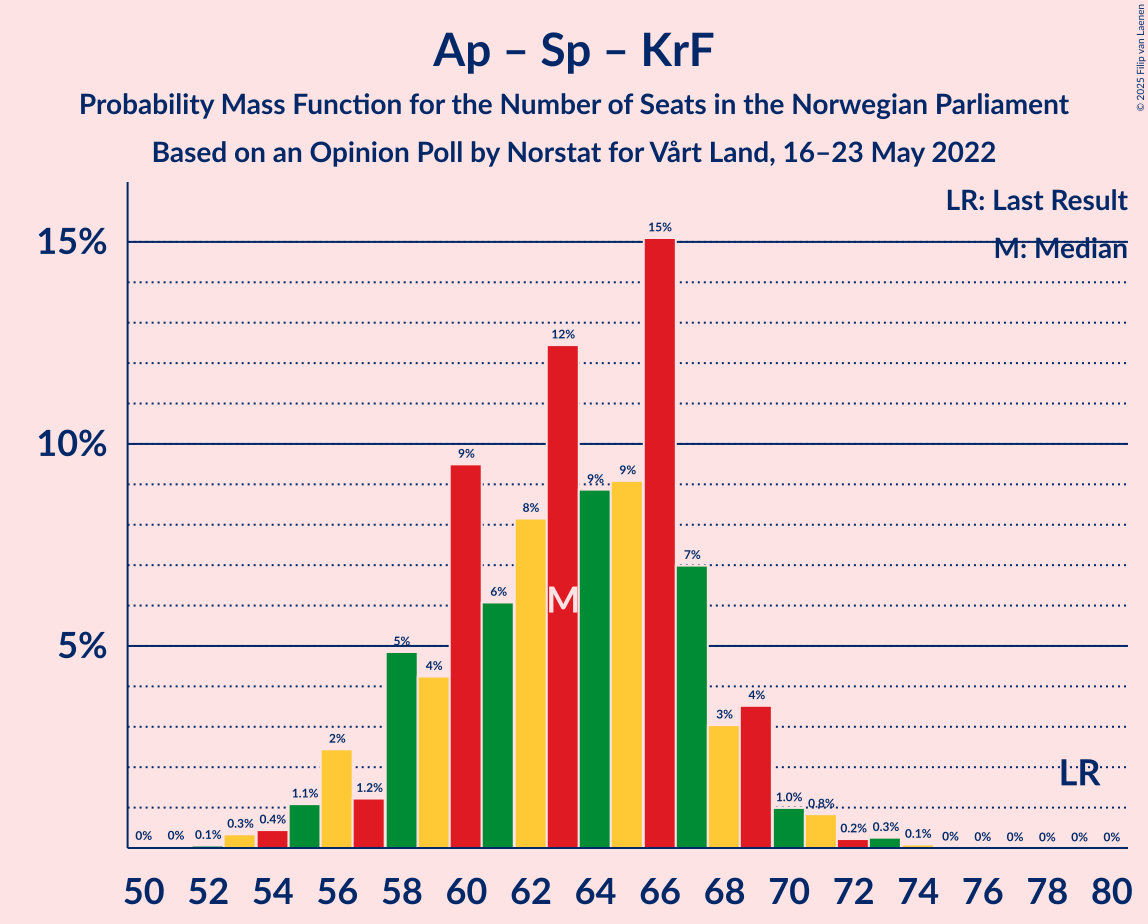 Ap – Sp – KrF
Probability Mass Function for the Number of Seats in the Norwegian Parliament
Based on an Opinion Poll by Norstat for Vårt Land, 16–23 May 2022
© 2025 Filip van Laenen
LR: Last Result
M: Median
15%
10%
5%
0% 0% 0.1% 0.3% 0.4% 1.1% 2% 1.2% 5% 4% 9% 6% 8% 12% 9% 9% 15% 7% 3% 4% 1.0% 0.8% 0.2% 0.3% 0.1% 0% 0% 0% 0% 0% 0%
M
LR
50 52 54 56 58 60 62 64 66 68 70 72 74 76 78 80